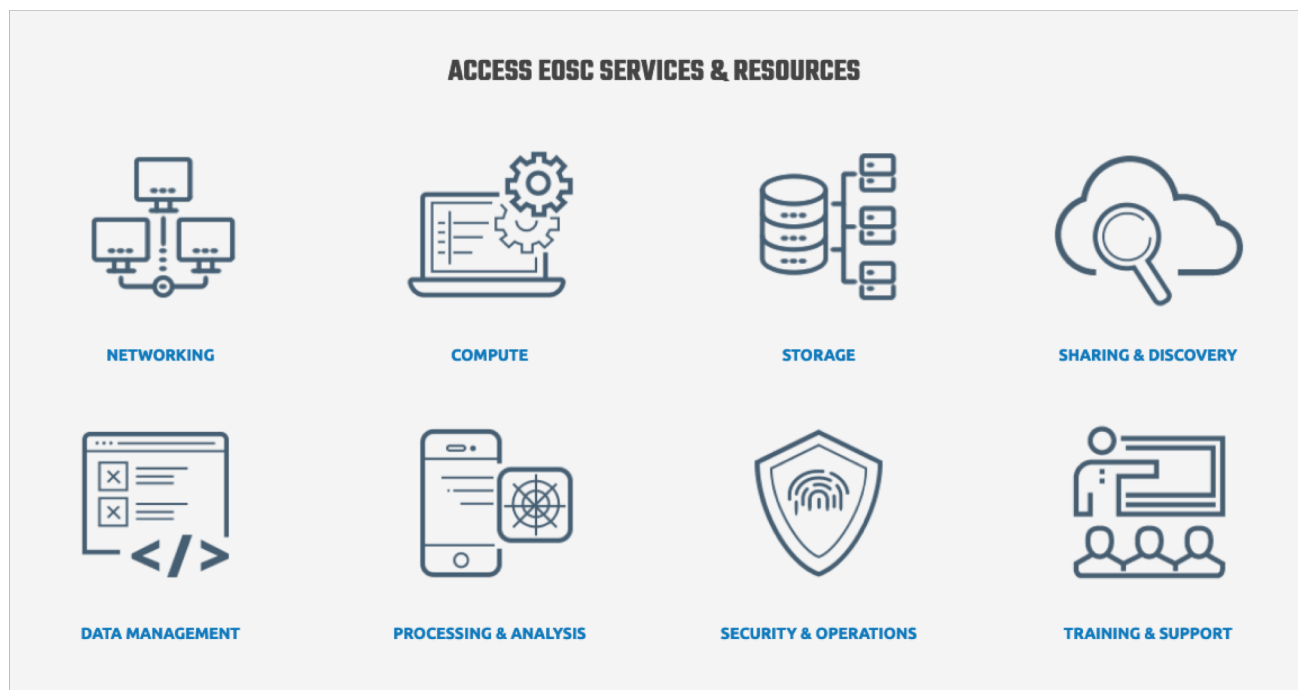 ACCESS EOSC SERVICES & RESOURCES
NETWORKING
COMPUTE
STORAGE
SHARING & DISCOVERY
DATA MANAGEMENT
PROCESSING & ANALYSIS
SECURITY & OPERATIONS
TRAINING & SUPPORT